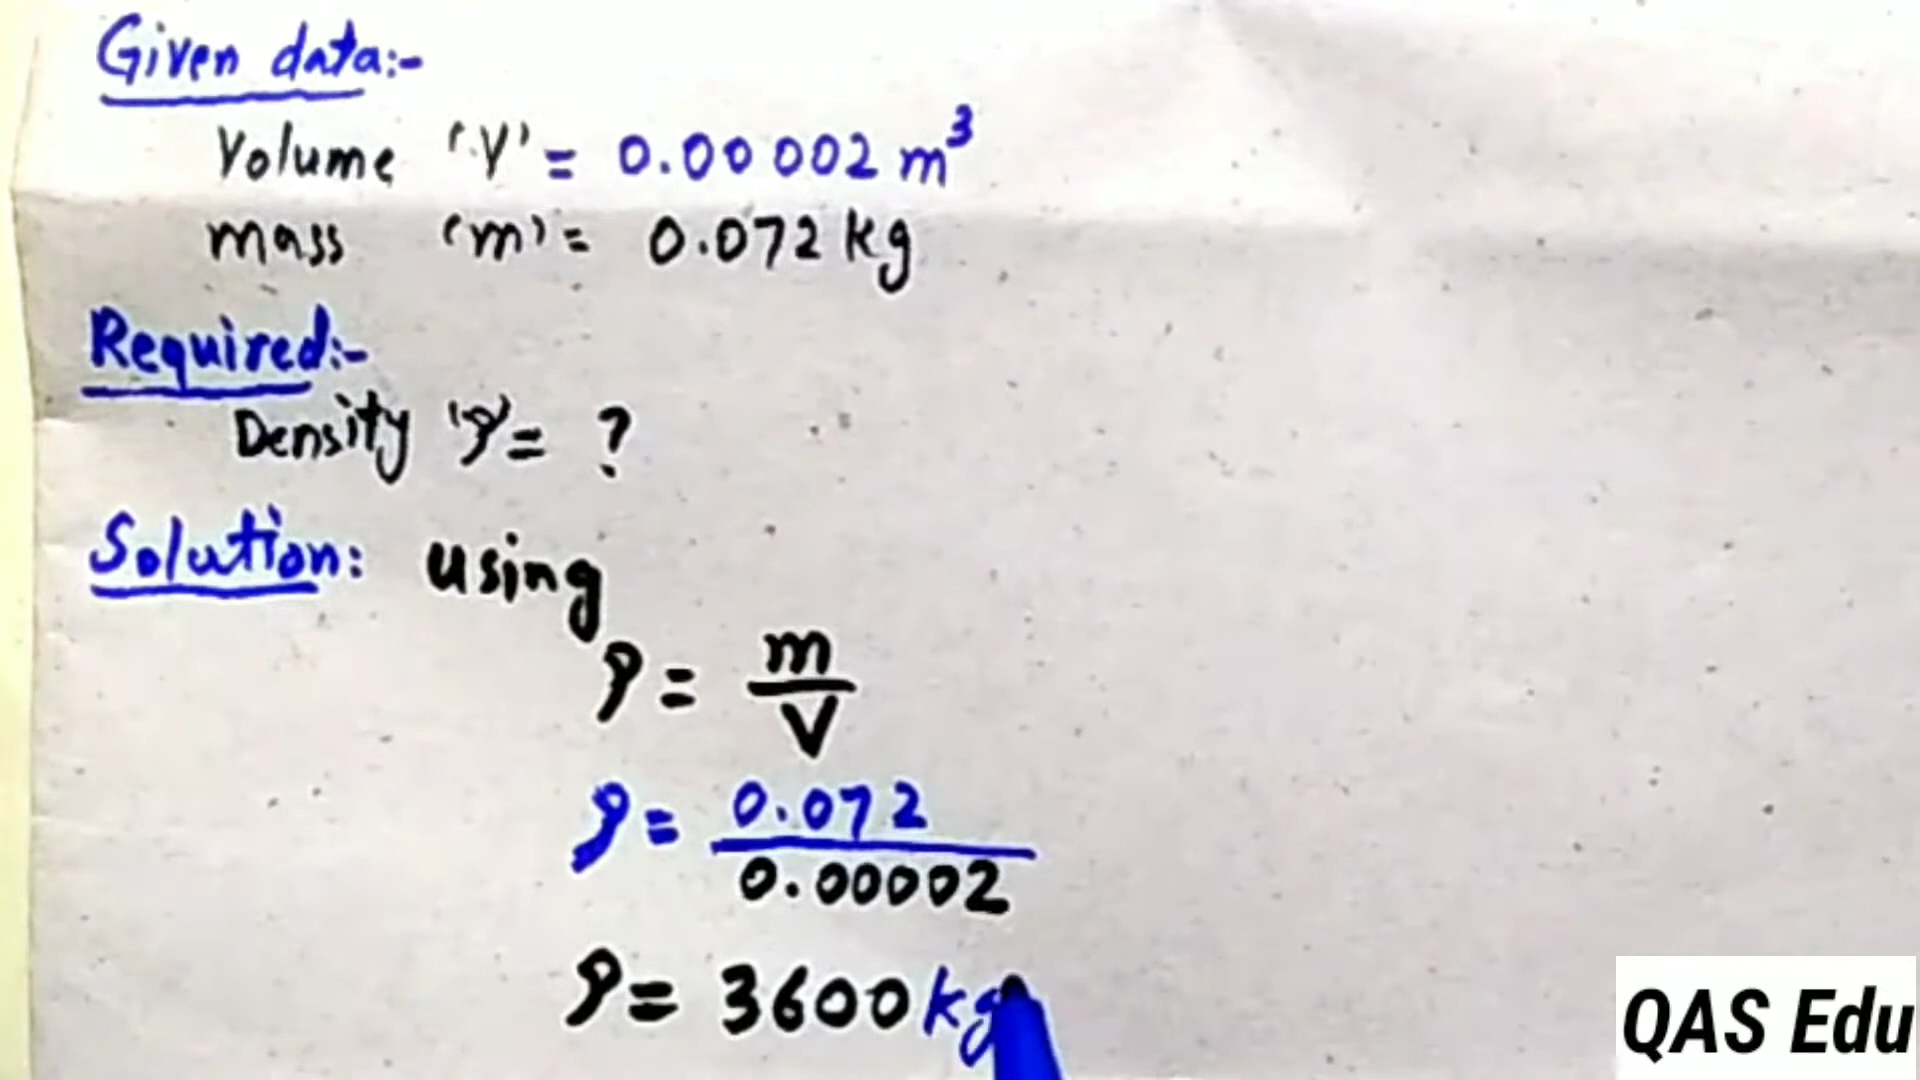 Given data:-
Volume 'V' = 0.00002 m³
mass 'm' = 0.072 kg
Required:-
Density 'ρ' = ?
Solution: using
ρ = m/V
ρ = 0.072/0.00002
ρ = 3600 kg
QAS Edu